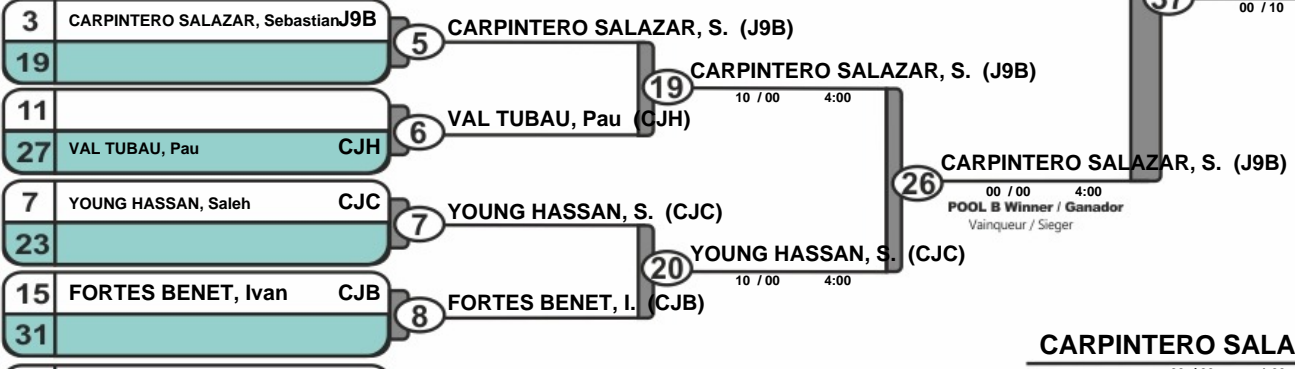 37
00 / 10
3 CARPINTERO SALAZAR, Sebastian J9B
19
5 CARPINTERO SALAZAR, S. (J9B)
11
27 VAL TUBAU, Pau CJH
6 VAL TUBAU, Pau (CJH)
19 CARPINTERO SALAZAR, S. (J9B)
10 / 00 4:00
7 YOUNG HASSAN, Saleh CJC
23
7 YOUNG HASSAN, S. (CJC)
15 FORTES BENET, Ivan CJB
31
8 FORTES BENET, I. (CJB)
20 YOUNG HASSAN, S. (CJC)
10 / 00 4:00
26 CARPINTERO SALAZAR, S. (J9B)
00 / 00 4:00
POOL B Winner / Ganador
Vainqueur / Sieger
CARPINTERO SALA